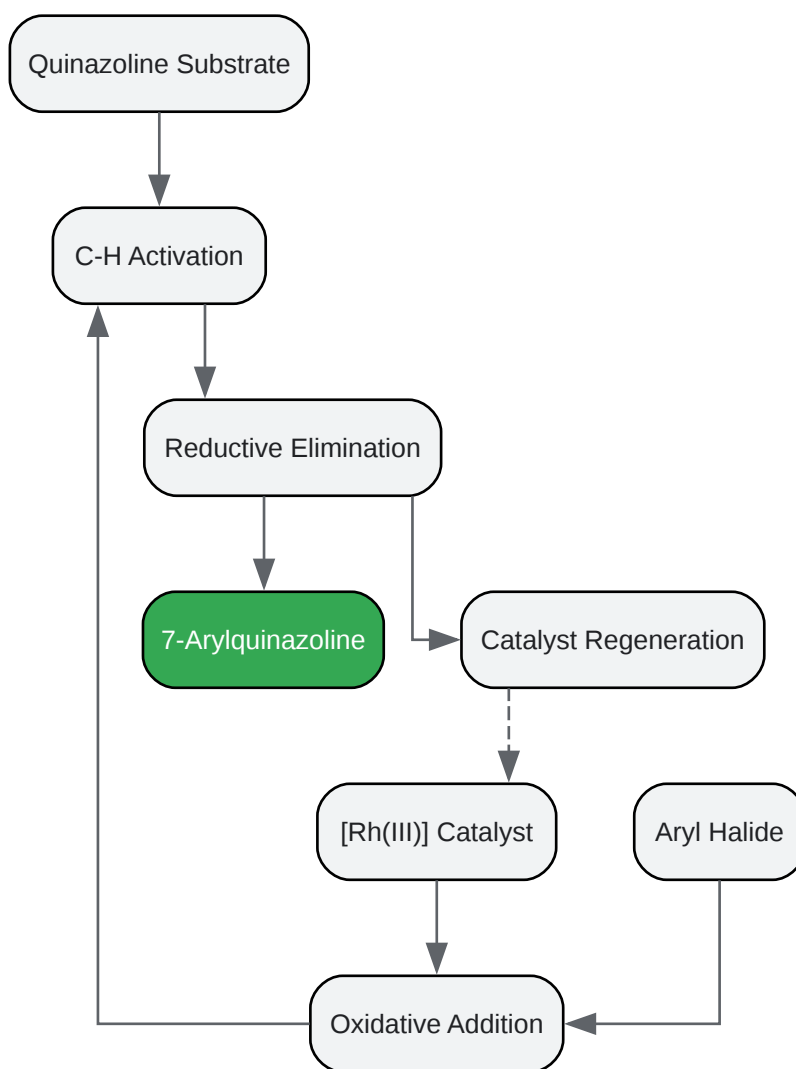 Quinazoline Substrate
C-H Activation
Reductive Elimination
7-Arylquinazoline
Catalyst Regeneration
[Rh(III)] Catalyst
Aryl Halide
Oxidative Addition